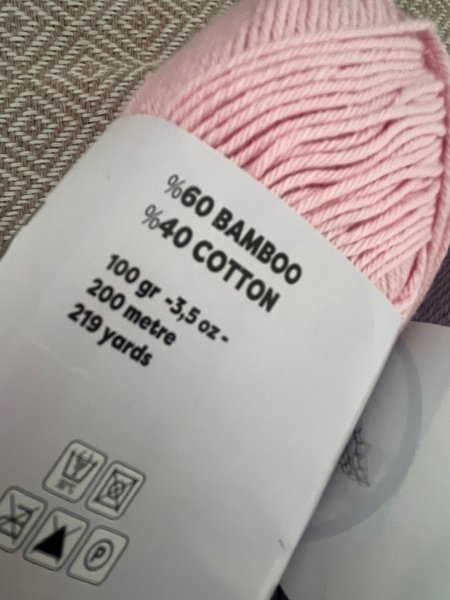 %60 BAMBOO
%40 COTTON
100 gr -3,5 oz -
200 metre
219 yards
P